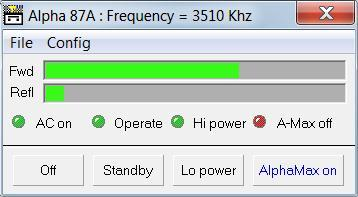 Alpha 87A : Frequency = 3510 Khz
File Config
Fwd
Refl
AC on Operate Hi power A-Max off
Off Standby Lo power AlphaMax on